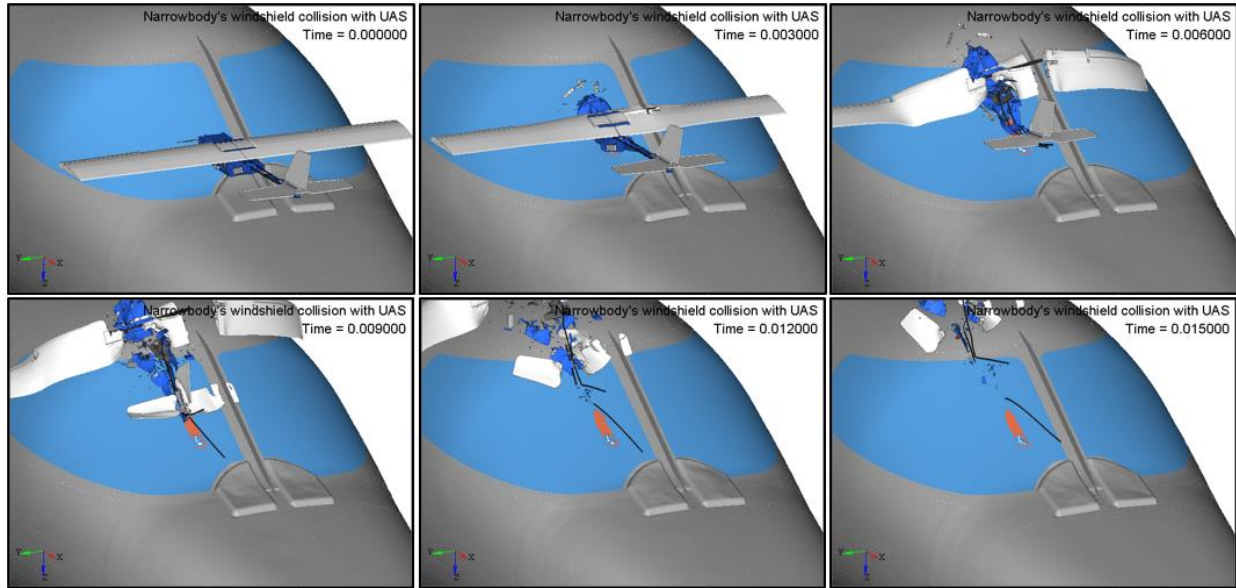 Narrowbody's windshield collision with UAS
Time = 0.000000
Y X
Z
Narrowbody's windshield collision with UAS
Time = 0.003000
Y X
Z
Narrowbody's windshield collision with UAS
Time = 0.006000
Y X
Z
Narrowbody's windshield collision with UAS
Time = 0.009000
Y X
Z
Narrowbody's windshield collision with UAS
Time = 0.012000
Y X
Z
Narrowbody's windshield collision with UAS
Time = 0.015000
Y X
Z